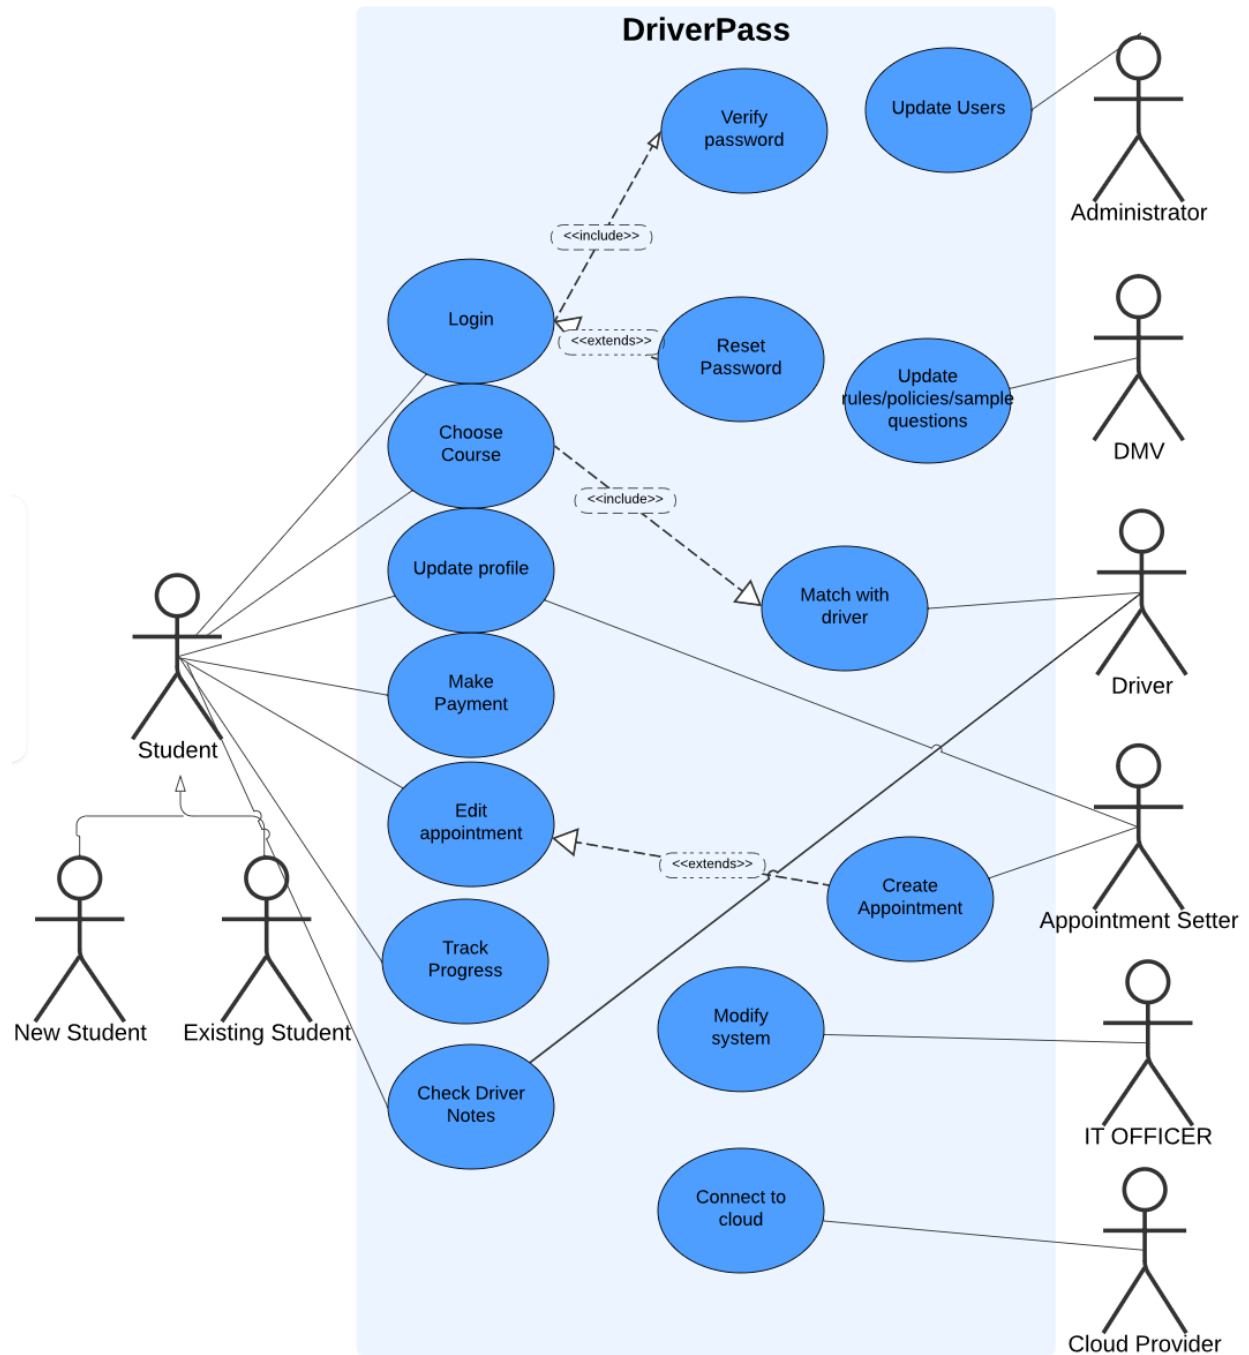 DriverPass
Verify
password
Update Users
Administrator
<<include>>
Login
<<extends>>
Reset
Password
Update
rules/policies/sample
questions
DMV
Choose
Course
<<include>>
Update profile
Match with
driver
Driver
Student
Make
Payment
Edit
appointment
<<extends>>
Create
Appointment
Appointment Setter
New Student
Existing Student
Track
Progress
Modify
system
IT OFFICER
Check Driver
Notes
Connect to
cloud
Cloud Provider